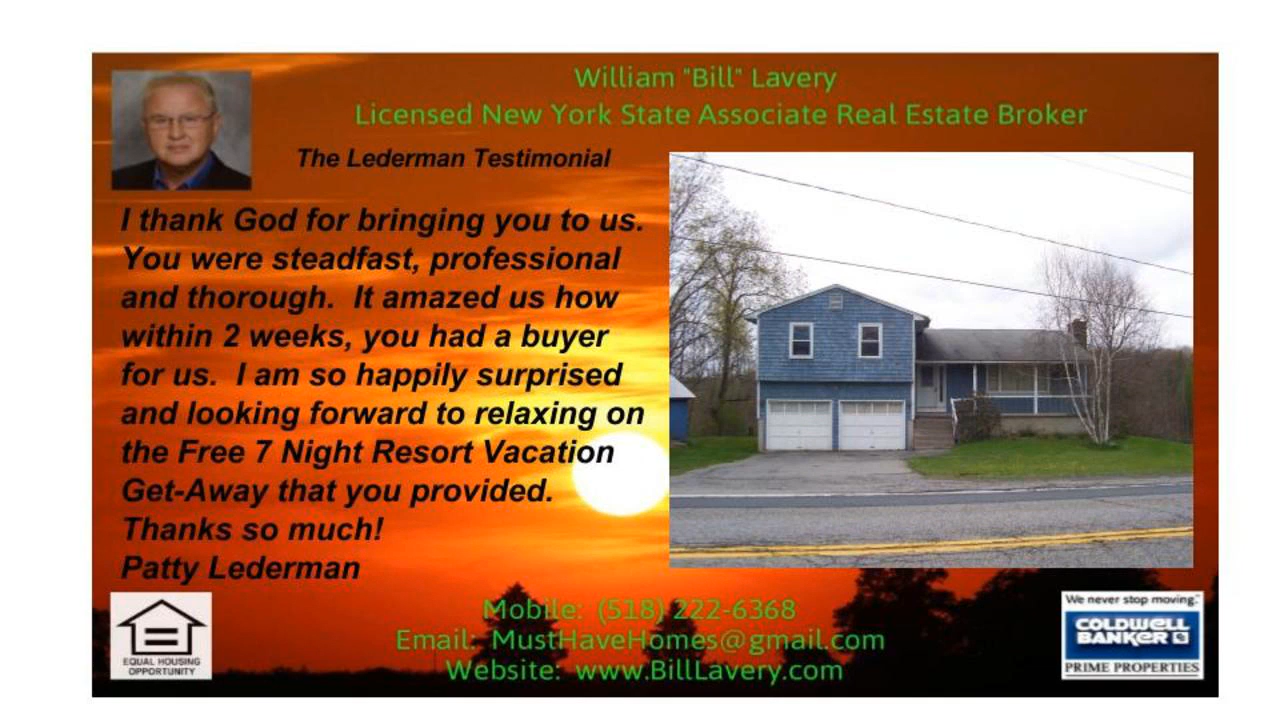 William "Bill" Lavery
Licensed New York State Associate Real Estate Broker
The Lederman Testimonial
I thank God for bringing you to us.
You were steadfast, professional
and thorough.  It amazed us how
within 2 weeks, you had a buyer
for us.  I am so happily surprised
and looking forward to relaxing on
the Free 7 Night Resort Vacation
Get-Away that you provided.
Thanks so much!
Patty Lederman
Mobile:  (518) 222-6368
Email:  MustHaveHomes@gmail.com
Website:  www.BillLavery.com
EQUAL HOUSING
OPPORTUNITY
We never stop moving.℠
COLDWELL
BANKER
PRIME PROPERTIES